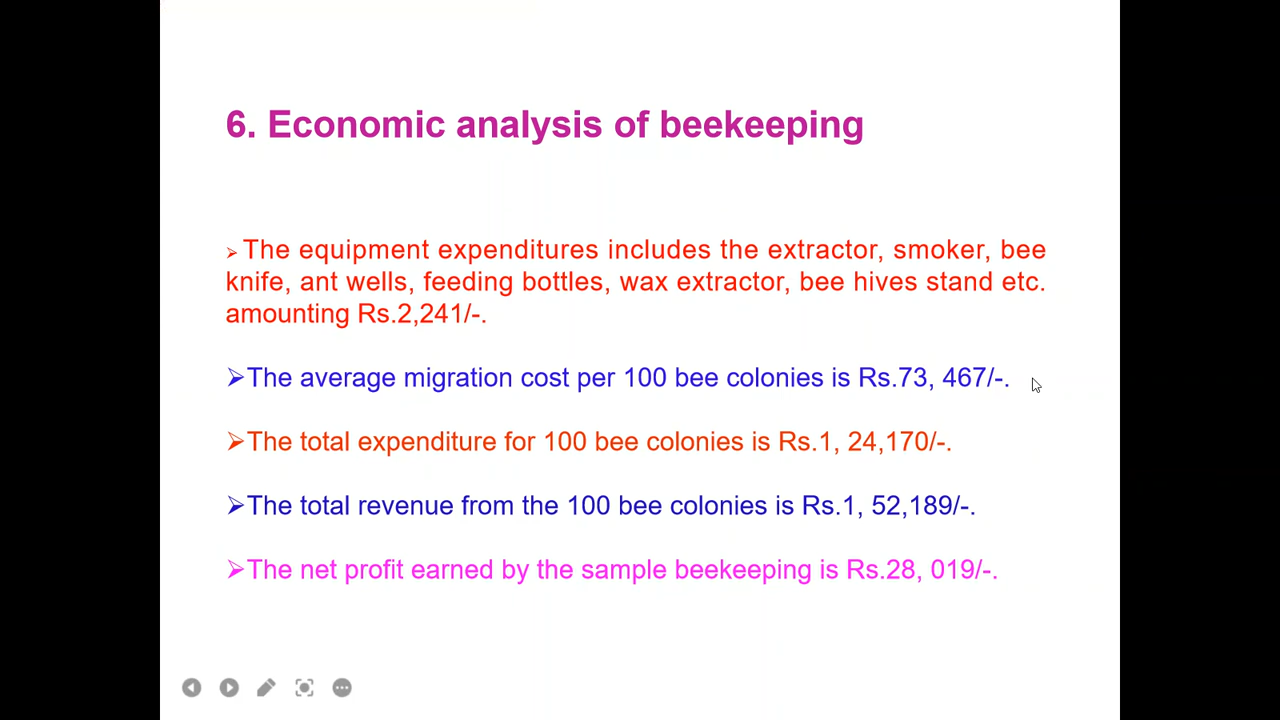 6. Economic analysis of beekeeping
➢ The equipment expenditures includes the extractor, smoker, bee
knife, ant wells, feeding bottles, wax extractor, bee hives stand etc.
amounting Rs.2,241/-.
➢The average migration cost per 100 bee colonies is Rs.73, 467/-.
➢The total expenditure for 100 bee colonies is Rs.1, 24,170/-.
➢The total revenue from the 100 bee colonies is Rs.1, 52,189/-.
➢The net profit earned by the sample beekeeping is Rs.28, 019/-.